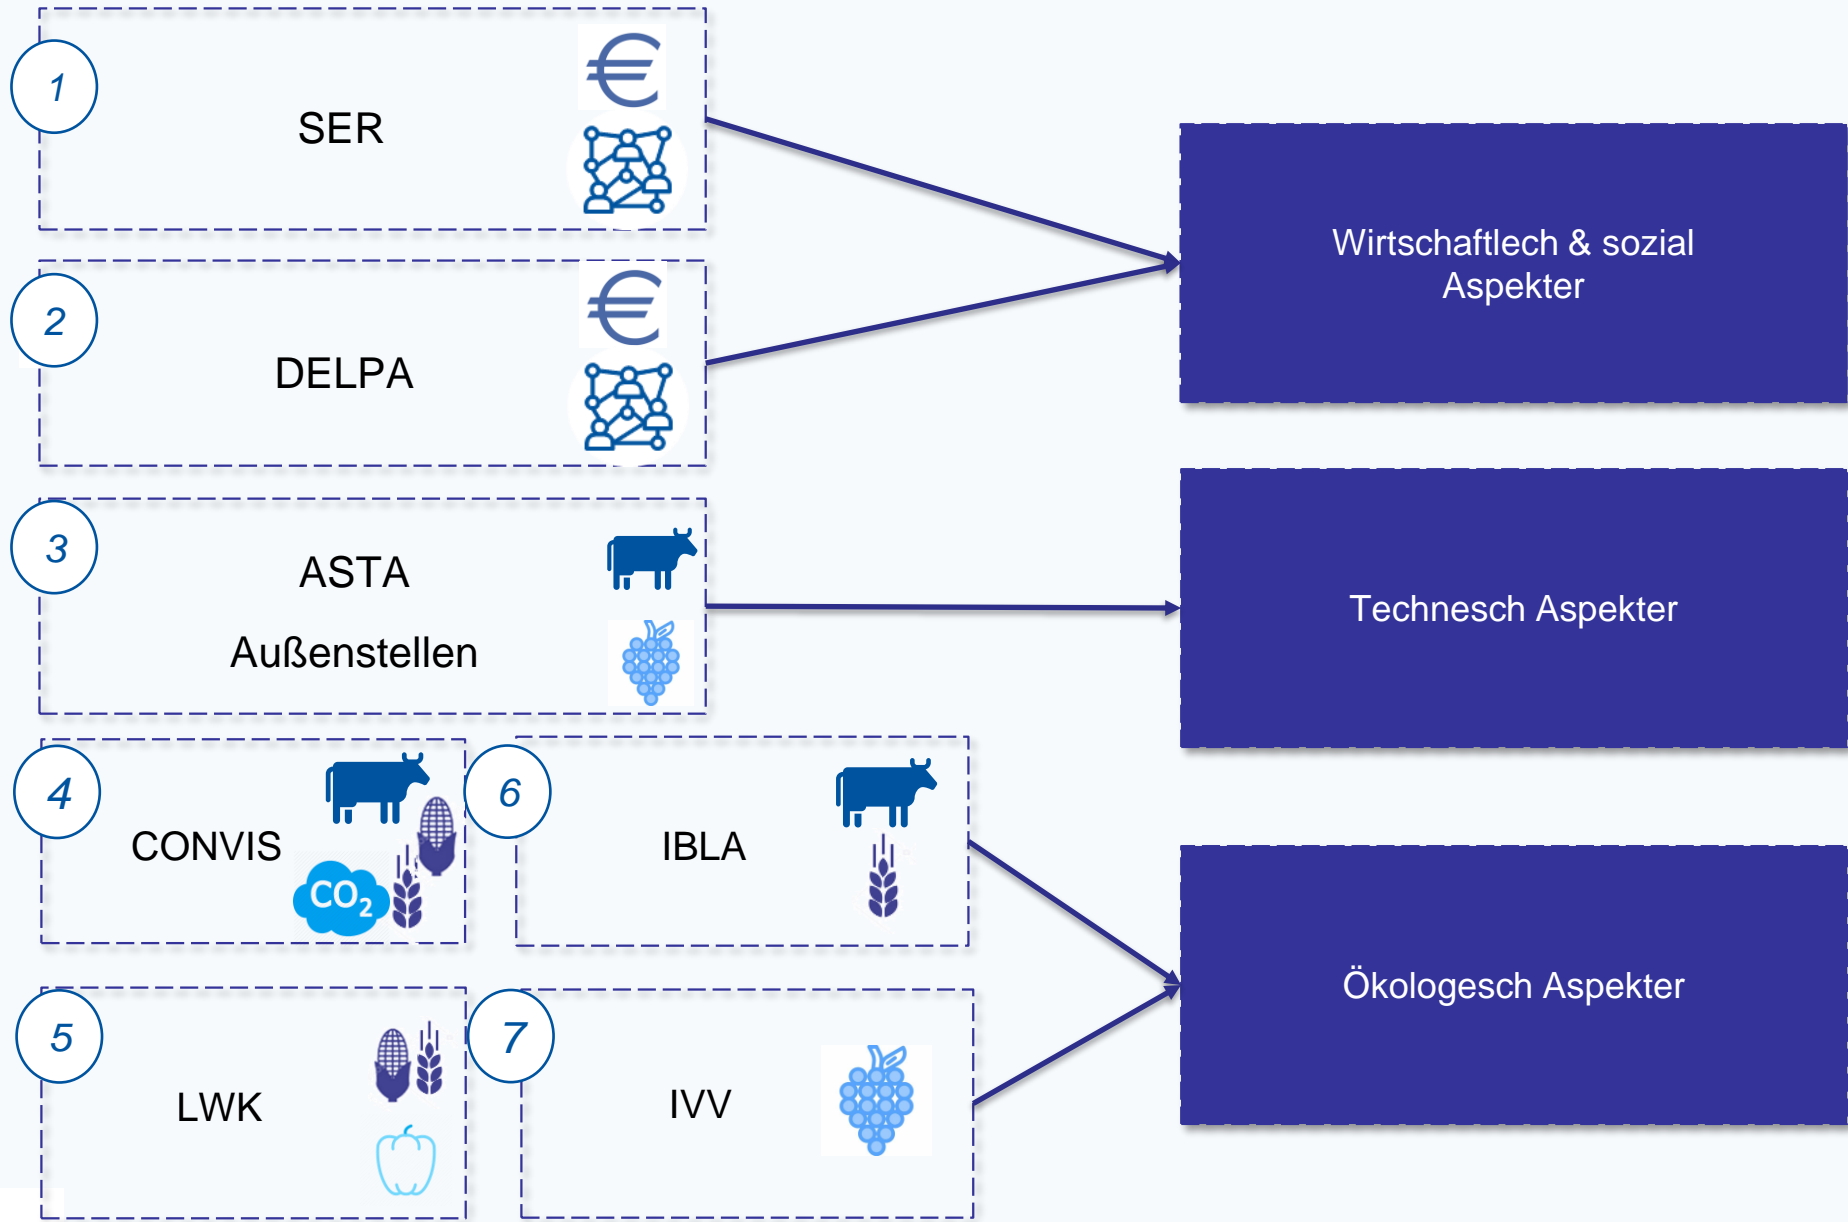 1
SER
2
DELPA
3
ASTA
Außenstellen
4
CONVIS
CO2
5
LWK
6
IBLA
7
IVV
Wirtschaftlech & sozial
Aspekter
Technesch Aspekter
Ökologesch Aspekter